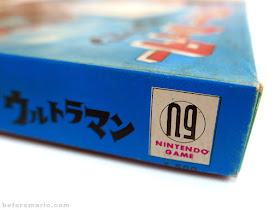 ウルトラマン
ng
NINTENDO
GAME
beforemario.com